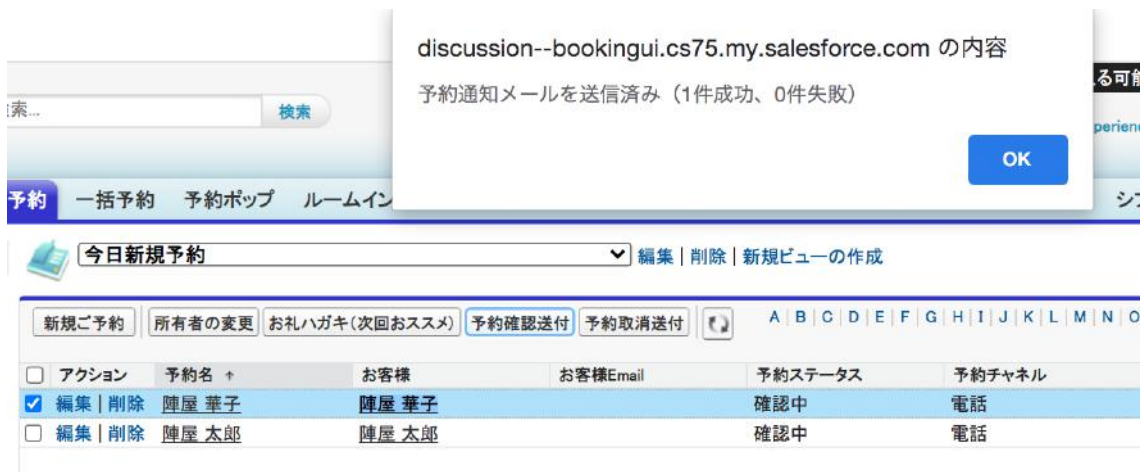 discussion--bookingui.cs75.my.salesforce.com の内容
予約通知メールを送信済み（1件成功、0件失敗）
る可能
索...
検索
OK
予約 一括予約 予約ポップ ルームイン
今日新規予約
編集 | 削除 | 新規ビューの作成
新規ご予約 所有者の変更 お礼ハガキ(次回おススメ) 予約確認送付 予約取消送付 A | B | C | D | E | F | G | H | I | J | K | L | M | N | O
アクション 予約名 ↑ お客様 お客様Email 予約ステータス 予約チャネル
編集 | 削除 陣屋 華子 陣屋 華子 確認中 電話
編集 | 削除 陣屋 太郎 陣屋 太郎 確認中 電話